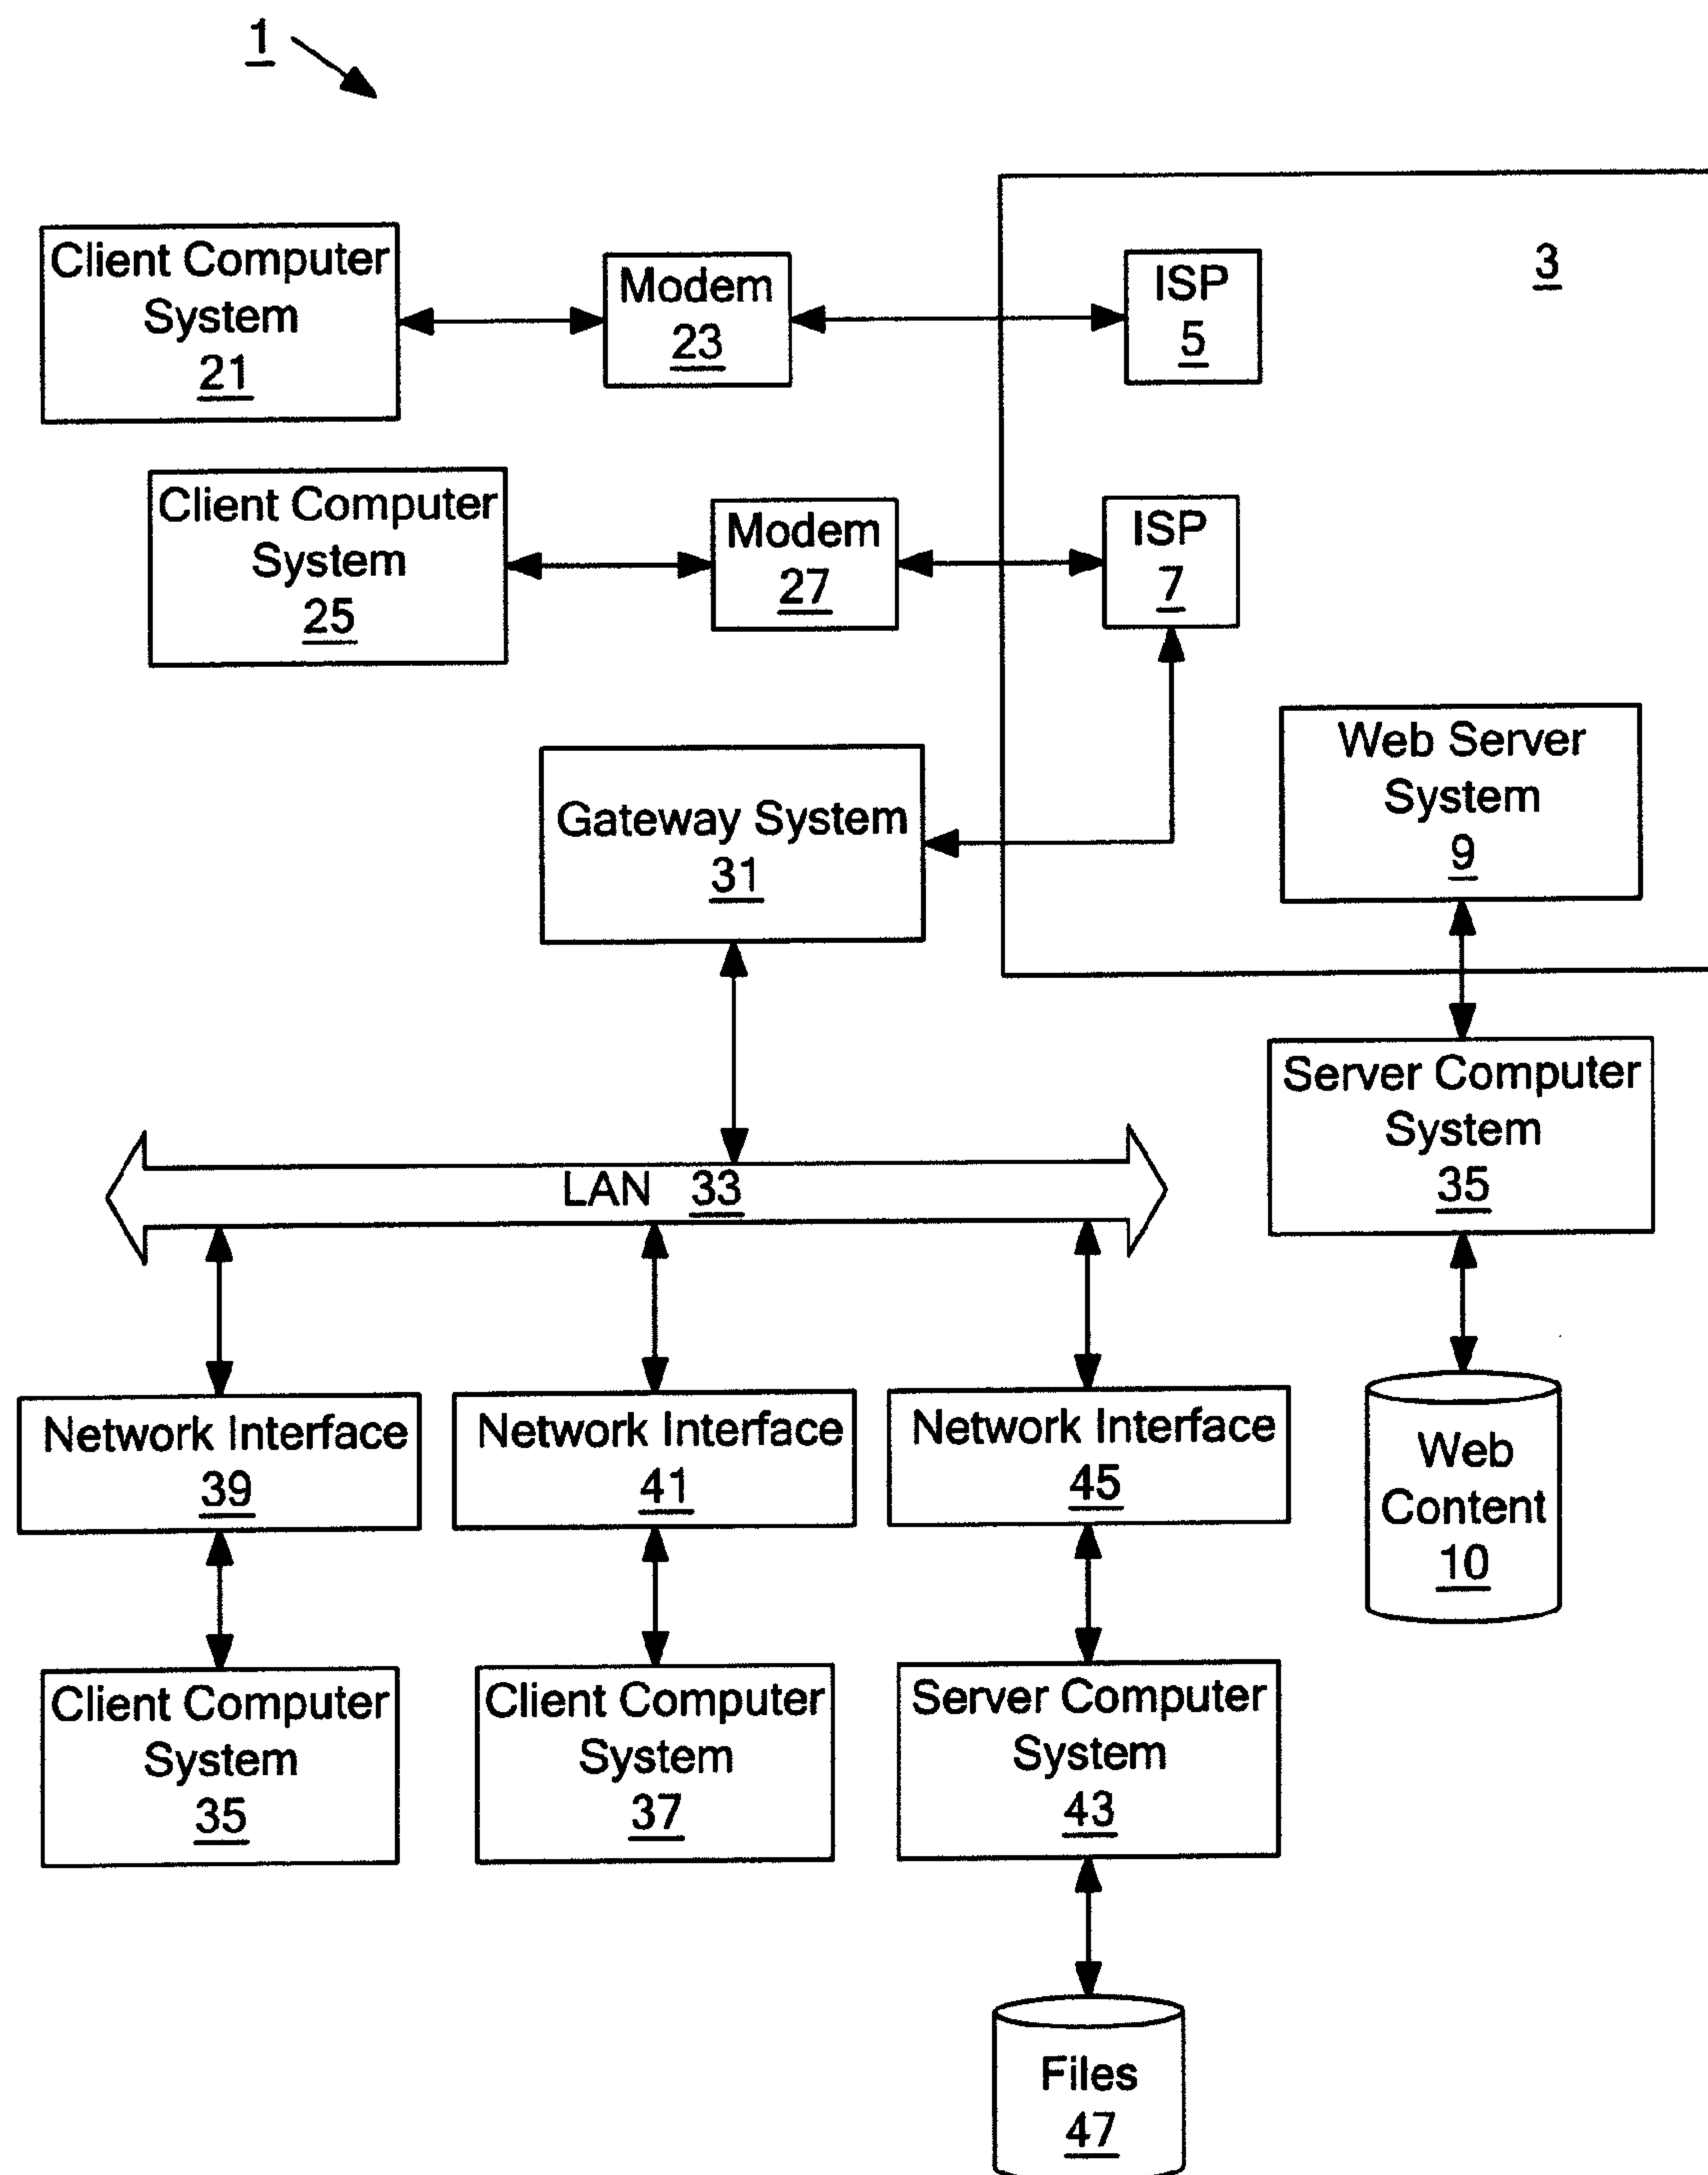 1
3
Client Computer
System
21
Modem
23
ISP
5
Client Computer
System
25
Modem
27
ISP
7
Gateway System
31
Web Server
System
9
Server Computer
System
35
LAN 33
Network Interface
39
Network Interface
41
Network Interface
45
Web
Content
10
Client Computer
System
35
Client Computer
System
37
Server Computer
System
43
Files
47